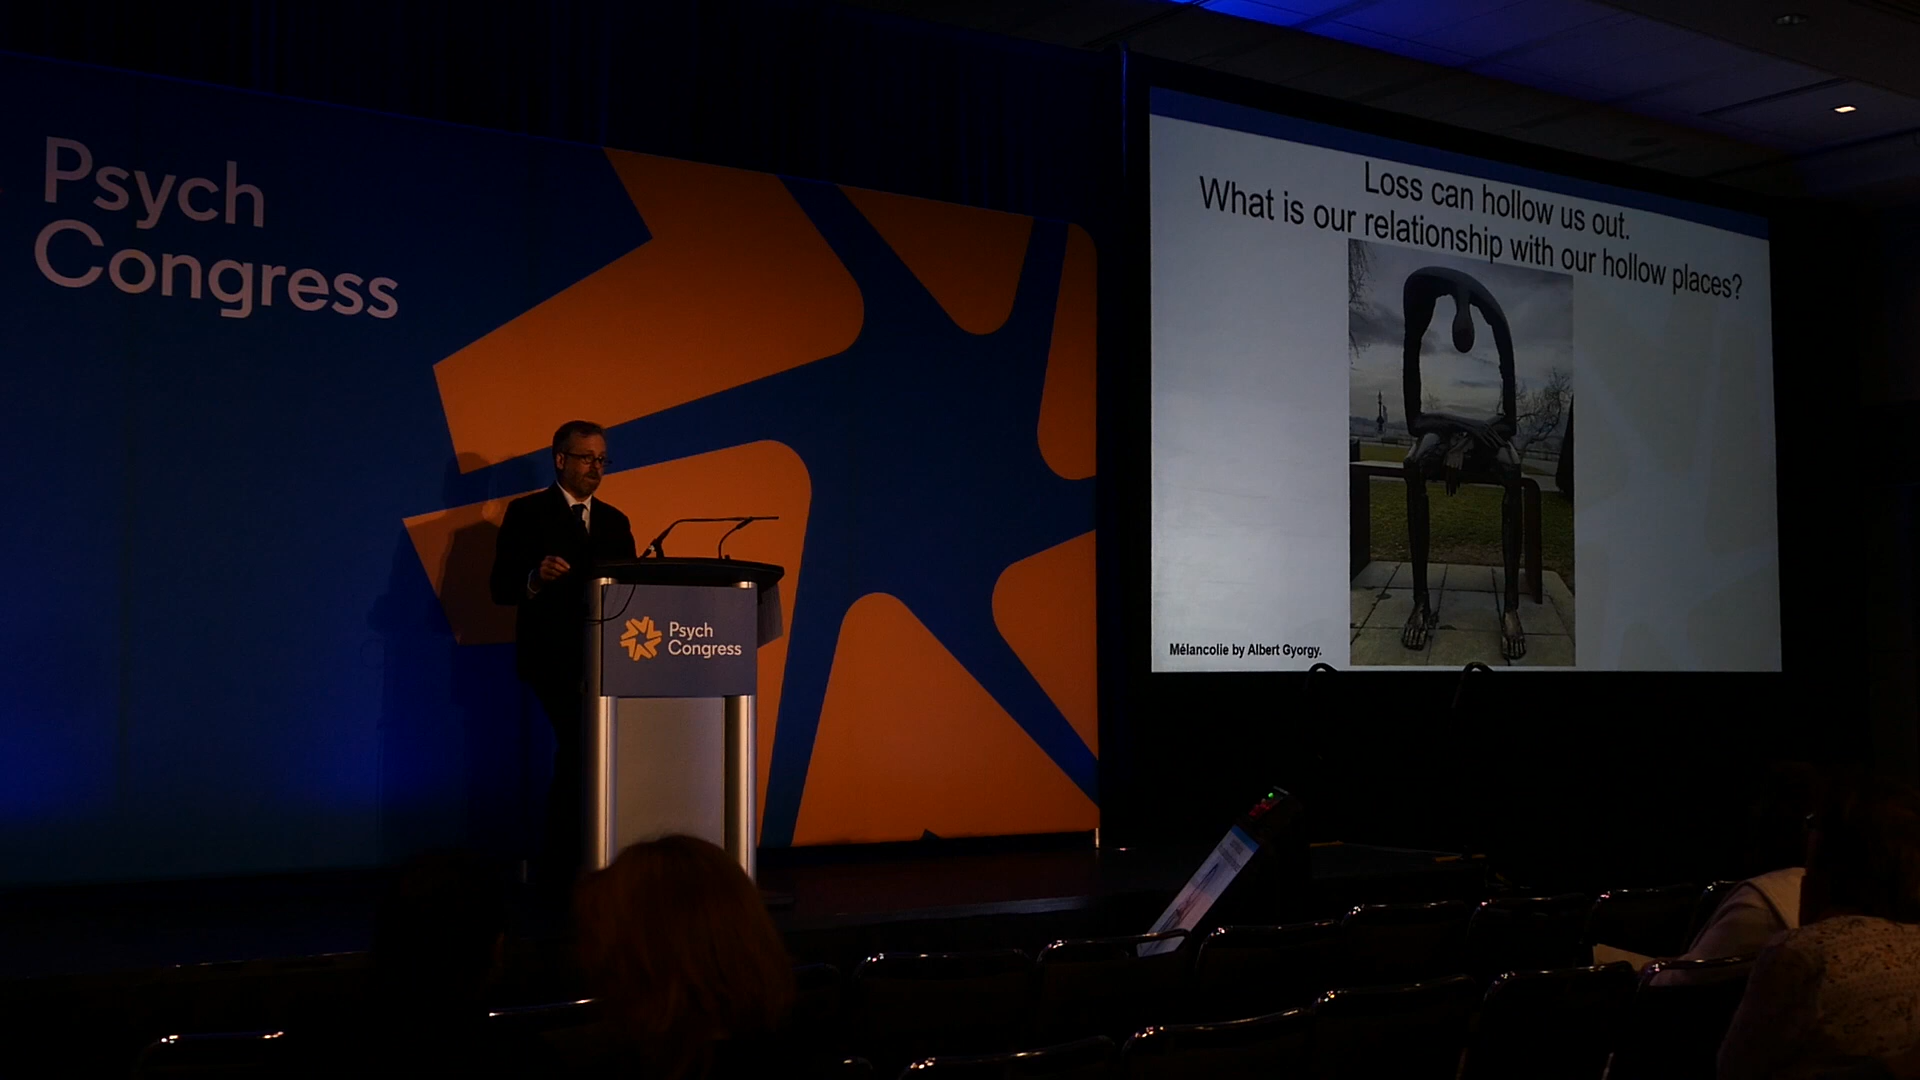 Psych
Congress
Loss can hollow us out.
What is our relationship with our hollow places?
Mélancolie by Albert Gyorgy.
Psych
Congress